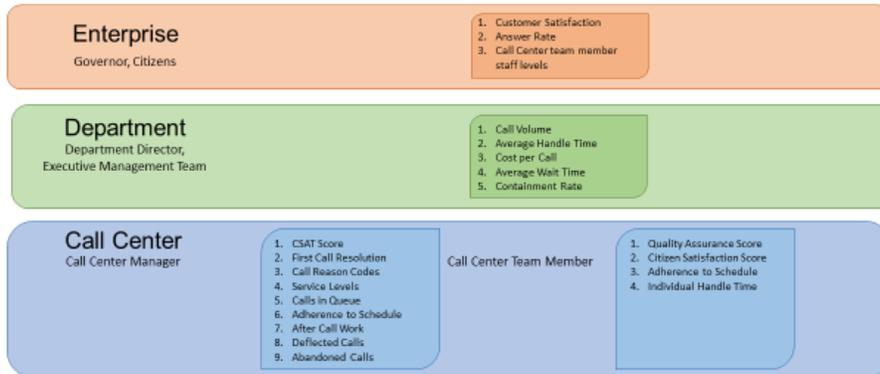 Enterprise
Governor, Citizens
1. Customer Satisfaction
2. Answer Rate
3. Call Center team member
staff levels
Department
Department Director,
Executive Management Team
1. Call Volume
2. Average Handle Time
3. Cost per Call
4. Average Wait Time
5. Containment Rate
Call Center
Call Center Manager
1. CSAT Score
2. First Call Resolution
3. Call Reason Codes
4. Service Levels
5. Calls in Queue
6. Adherence to Schedule
7. After Call Work
8. Deflected Calls
9. Abandoned Calls
Call Center Team Member
1. Quality Assurance Score
2. Citizen Satisfaction Score
3. Adherence to Schedule
4. Individual Handle Time